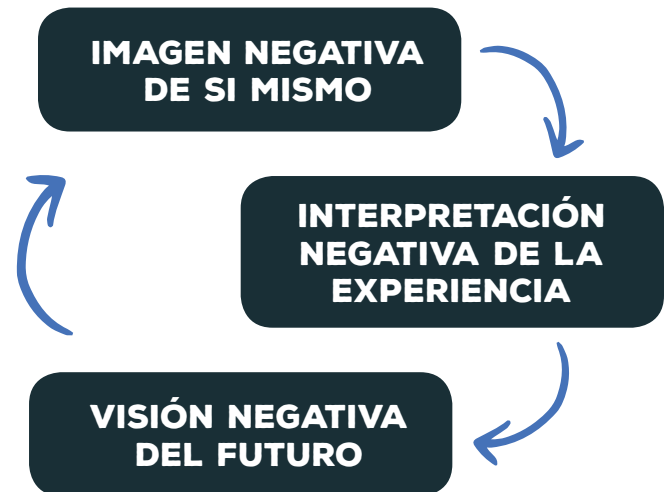 IMAGEN NEGATIVA
DE SI MISMO
INTERPRETACIÓN
NEGATIVA DE LA
EXPERIENCIA
VISIÓN NEGATIVA
DEL FUTURO